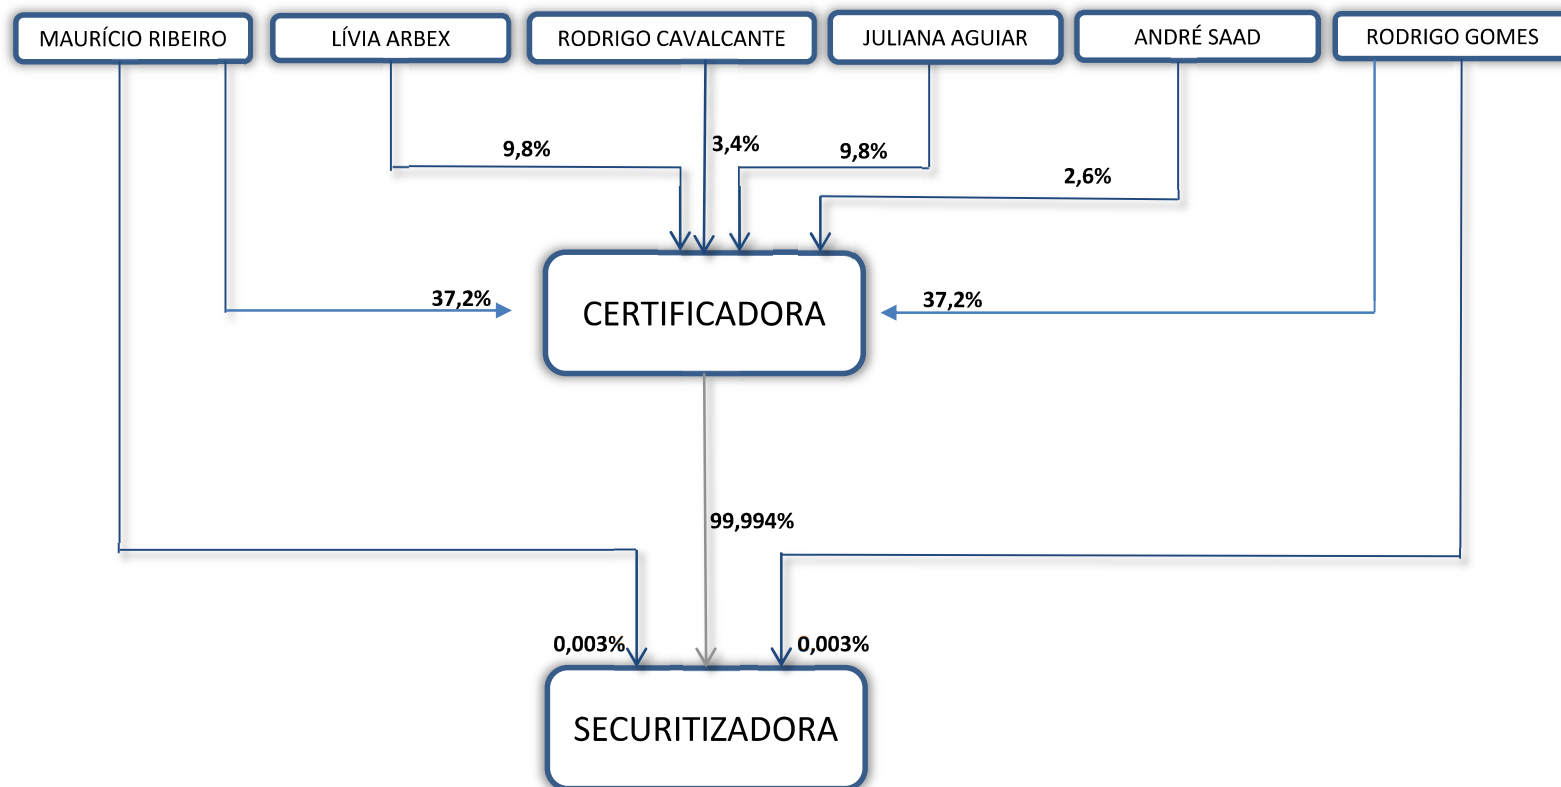 MAURÍCIO RIBEIRO
LÍVIA ARBEX
RODRIGO CAVALCANTE
JULIANA AGUIAR
ANDRÉ SAAD
RODRIGO GOMES
9,8%
3,4%
9,8%
2,6%
37,2%
CERTIFICADORA
37,2%
99,994%
0,003%
0,003%
SECURITIZADORA